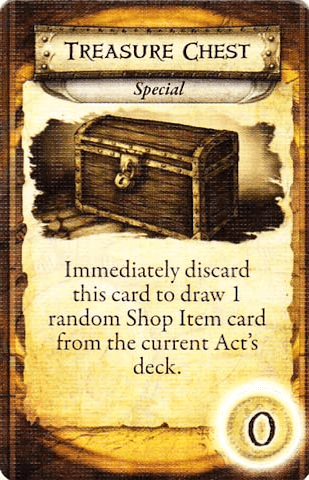 Treasure Chest
Special
Immediately discard
this card to draw 1
random Shop Item card
from the current Act's
deck.
0